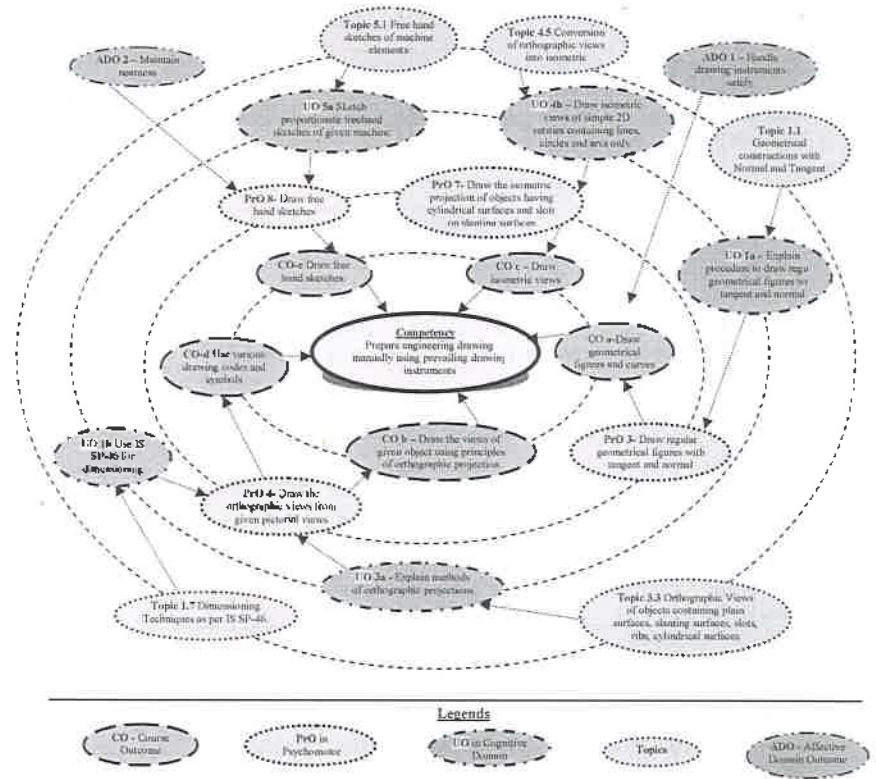 Topic 5.1 Free hand
sketches of machine
elements
Topic 4.5 Conversion
of orthographic views
into isometric
ADO 2 – Maintain
neatness
ADO 1 – Handle
drawing instruments
safely
UO 5a Sketch
proportionate freehand
sketches of given machine
UO 4b – Draw isometric
views of simple 2D
entities containing lines,
circles and arcs only
Topic 1.1
Geometrical
constructions with
Normal and Tangent
PrO 8- Draw free
hand sketches
PrO 7- Draw the isometric
projection of objects having
cylindrical surfaces and slots
on slanting surfaces
UO 1a – Explain
procedure to draw regu
geometrical figures to
tangent and normal
CO-e Draw free
hand sketches
CO c – Draw
isometric views
Competency
Prepare engineering drawing
manually using prevailing drawing
instruments
CO-d Use various
drawing codes and
symbols
CO a-Draw
geometrical
figures and curves
UO 1b Use IS
SP-46 For
dimensioning
CO b – Draw the views of
given object using principles
of orthographic projection
PrO 3- Draw regular
geometrical figures with
tangent and normal
PrO 4- Draw the
orthographic views from
given pictorial views
UO 3a - Explain methods
of orthographic projections
Topic 1.7 Dimensioning
Techniques as per IS SP-46.
Topic 3.3 Orthographic Views
of objects containing plain
surfaces, slanting surfaces, slots,
ribs, cylindrical surfaces
Legends
CO - Course
Outcome
PrO in
Psychomotor
UO in Cognitive
Domain
Topics
ADO - Affective
Domain Outcome